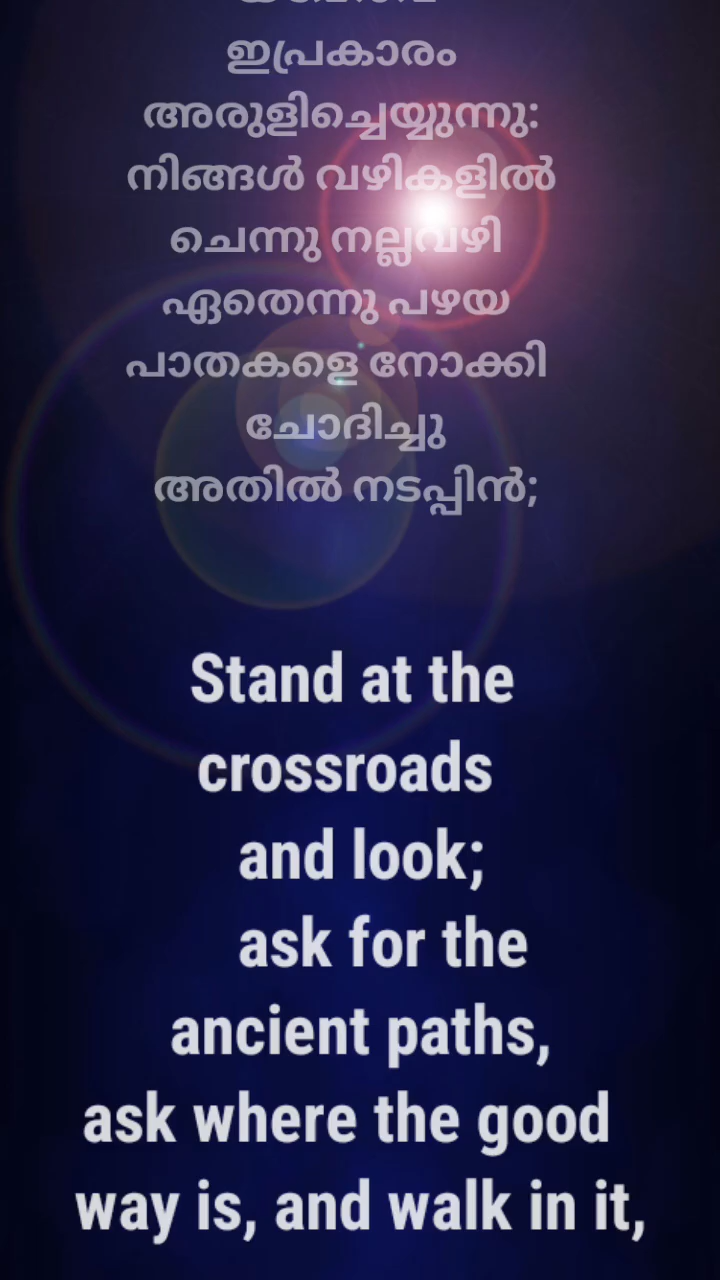 ഇപ്രകാരം
അരുളിച്ചെയ്യുന്നു:
നിങ്ങൾ വഴികളിൽ
ചെന്നു നല്ലവഴി
ഏതെന്നു പഴയ
പാതകളെ നോക്കി
ചോദിച്ചു
അതിൽ നടപ്പിൻ;
Stand at the
crossroads
and look;
ask for the
ancient paths,
ask where the good
way is, and walk in it,